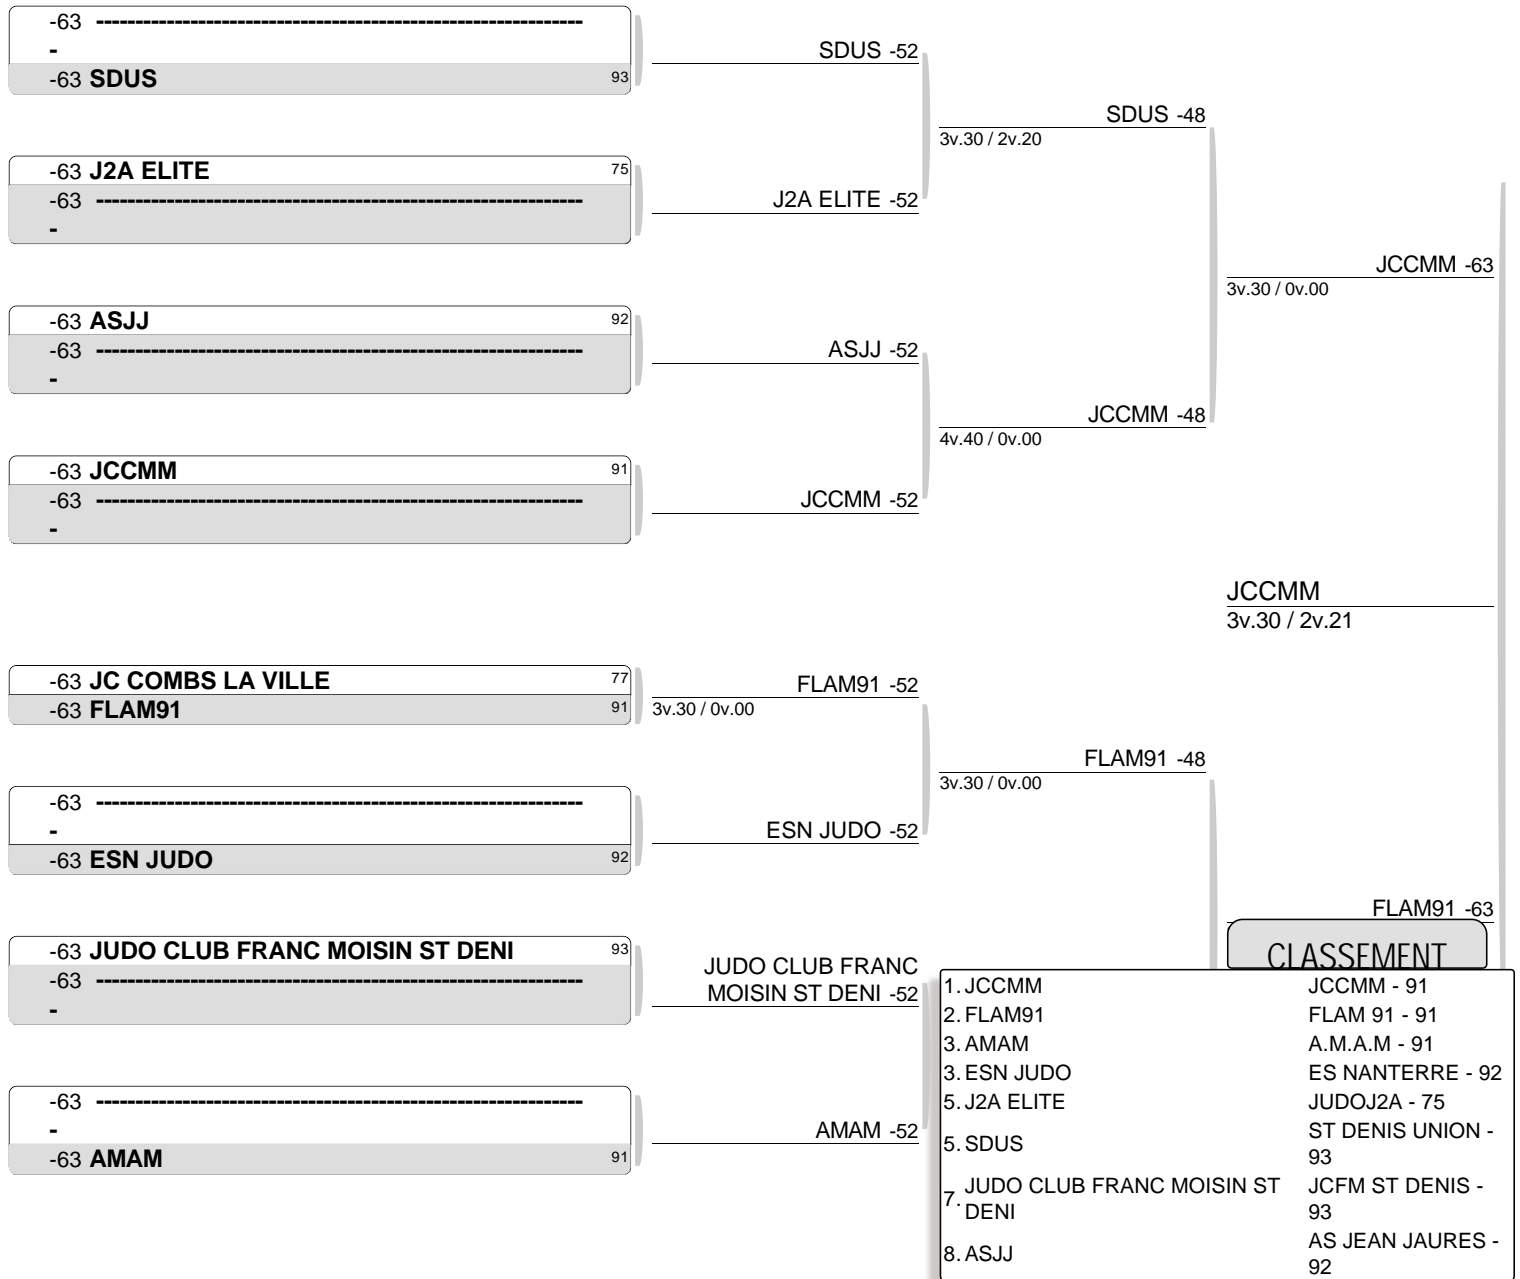 -63 --------------------------------------------------------------
-
-63 SDUS 93
-63 J2A ELITE 75
-63 --------------------------------------------------------------
-
-63 ASJJ 92
-63 --------------------------------------------------------------
-
-63 JCCMM 91
-63 --------------------------------------------------------------
-
-63 JC COMBS LA VILLE 77
-63 FLAM91 91
-63 --------------------------------------------------------------
-
-63 ESN JUDO 92
-63 JUDO CLUB FRANC MOISIN ST DENI 93
-63 --------------------------------------------------------------
-
-63 --------------------------------------------------------------
-
-63 AMAM 91
SDUS -52
J2A ELITE -52
ASJJ -52
JCCMM -52
FLAM91 -52
3v.30 / 0v.00
ESN JUDO -52
JUDO CLUB FRANC
MOISIN ST DENI -52
AMAM -52
SDUS -48
3v.30 / 2v.20
JCCMM -48
4v.40 / 0v.00
FLAM91 -48
3v.30 / 0v.00
JCCMM -63
3v.30 / 0v.00
JCCMM
3v.30 / 2v.21
FLAM91 -63
CLASSEMENT
1. JCCMM JCCMM - 91
2. FLAM91 FLAM 91 - 91
3. AMAM A.M.A.M - 91
3. ESN JUDO ES NANTERRE - 92
5. J2A ELITE JUDOJ2A - 75
5. SDUS ST DENIS UNION -
93
7. JUDO CLUB FRANC MOISIN ST JCFM ST DENIS -
DENI 93
8. ASJJ AS JEAN JAURES -
92